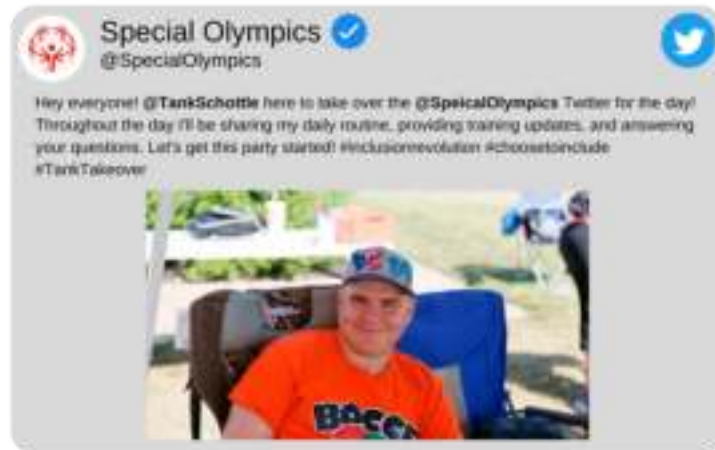 Special Olympics
@SpecialOlympics
Hey everyone! @TankSchottle here to take over the @SpeicalOlympics Twitter for the day!
Throughout the day I'll be sharing my daily routine, providing training updates, and answering
your questions. Let's get this party started! #inclusionrevolution #choosetoinclude
#TankTakeover
BOCCE